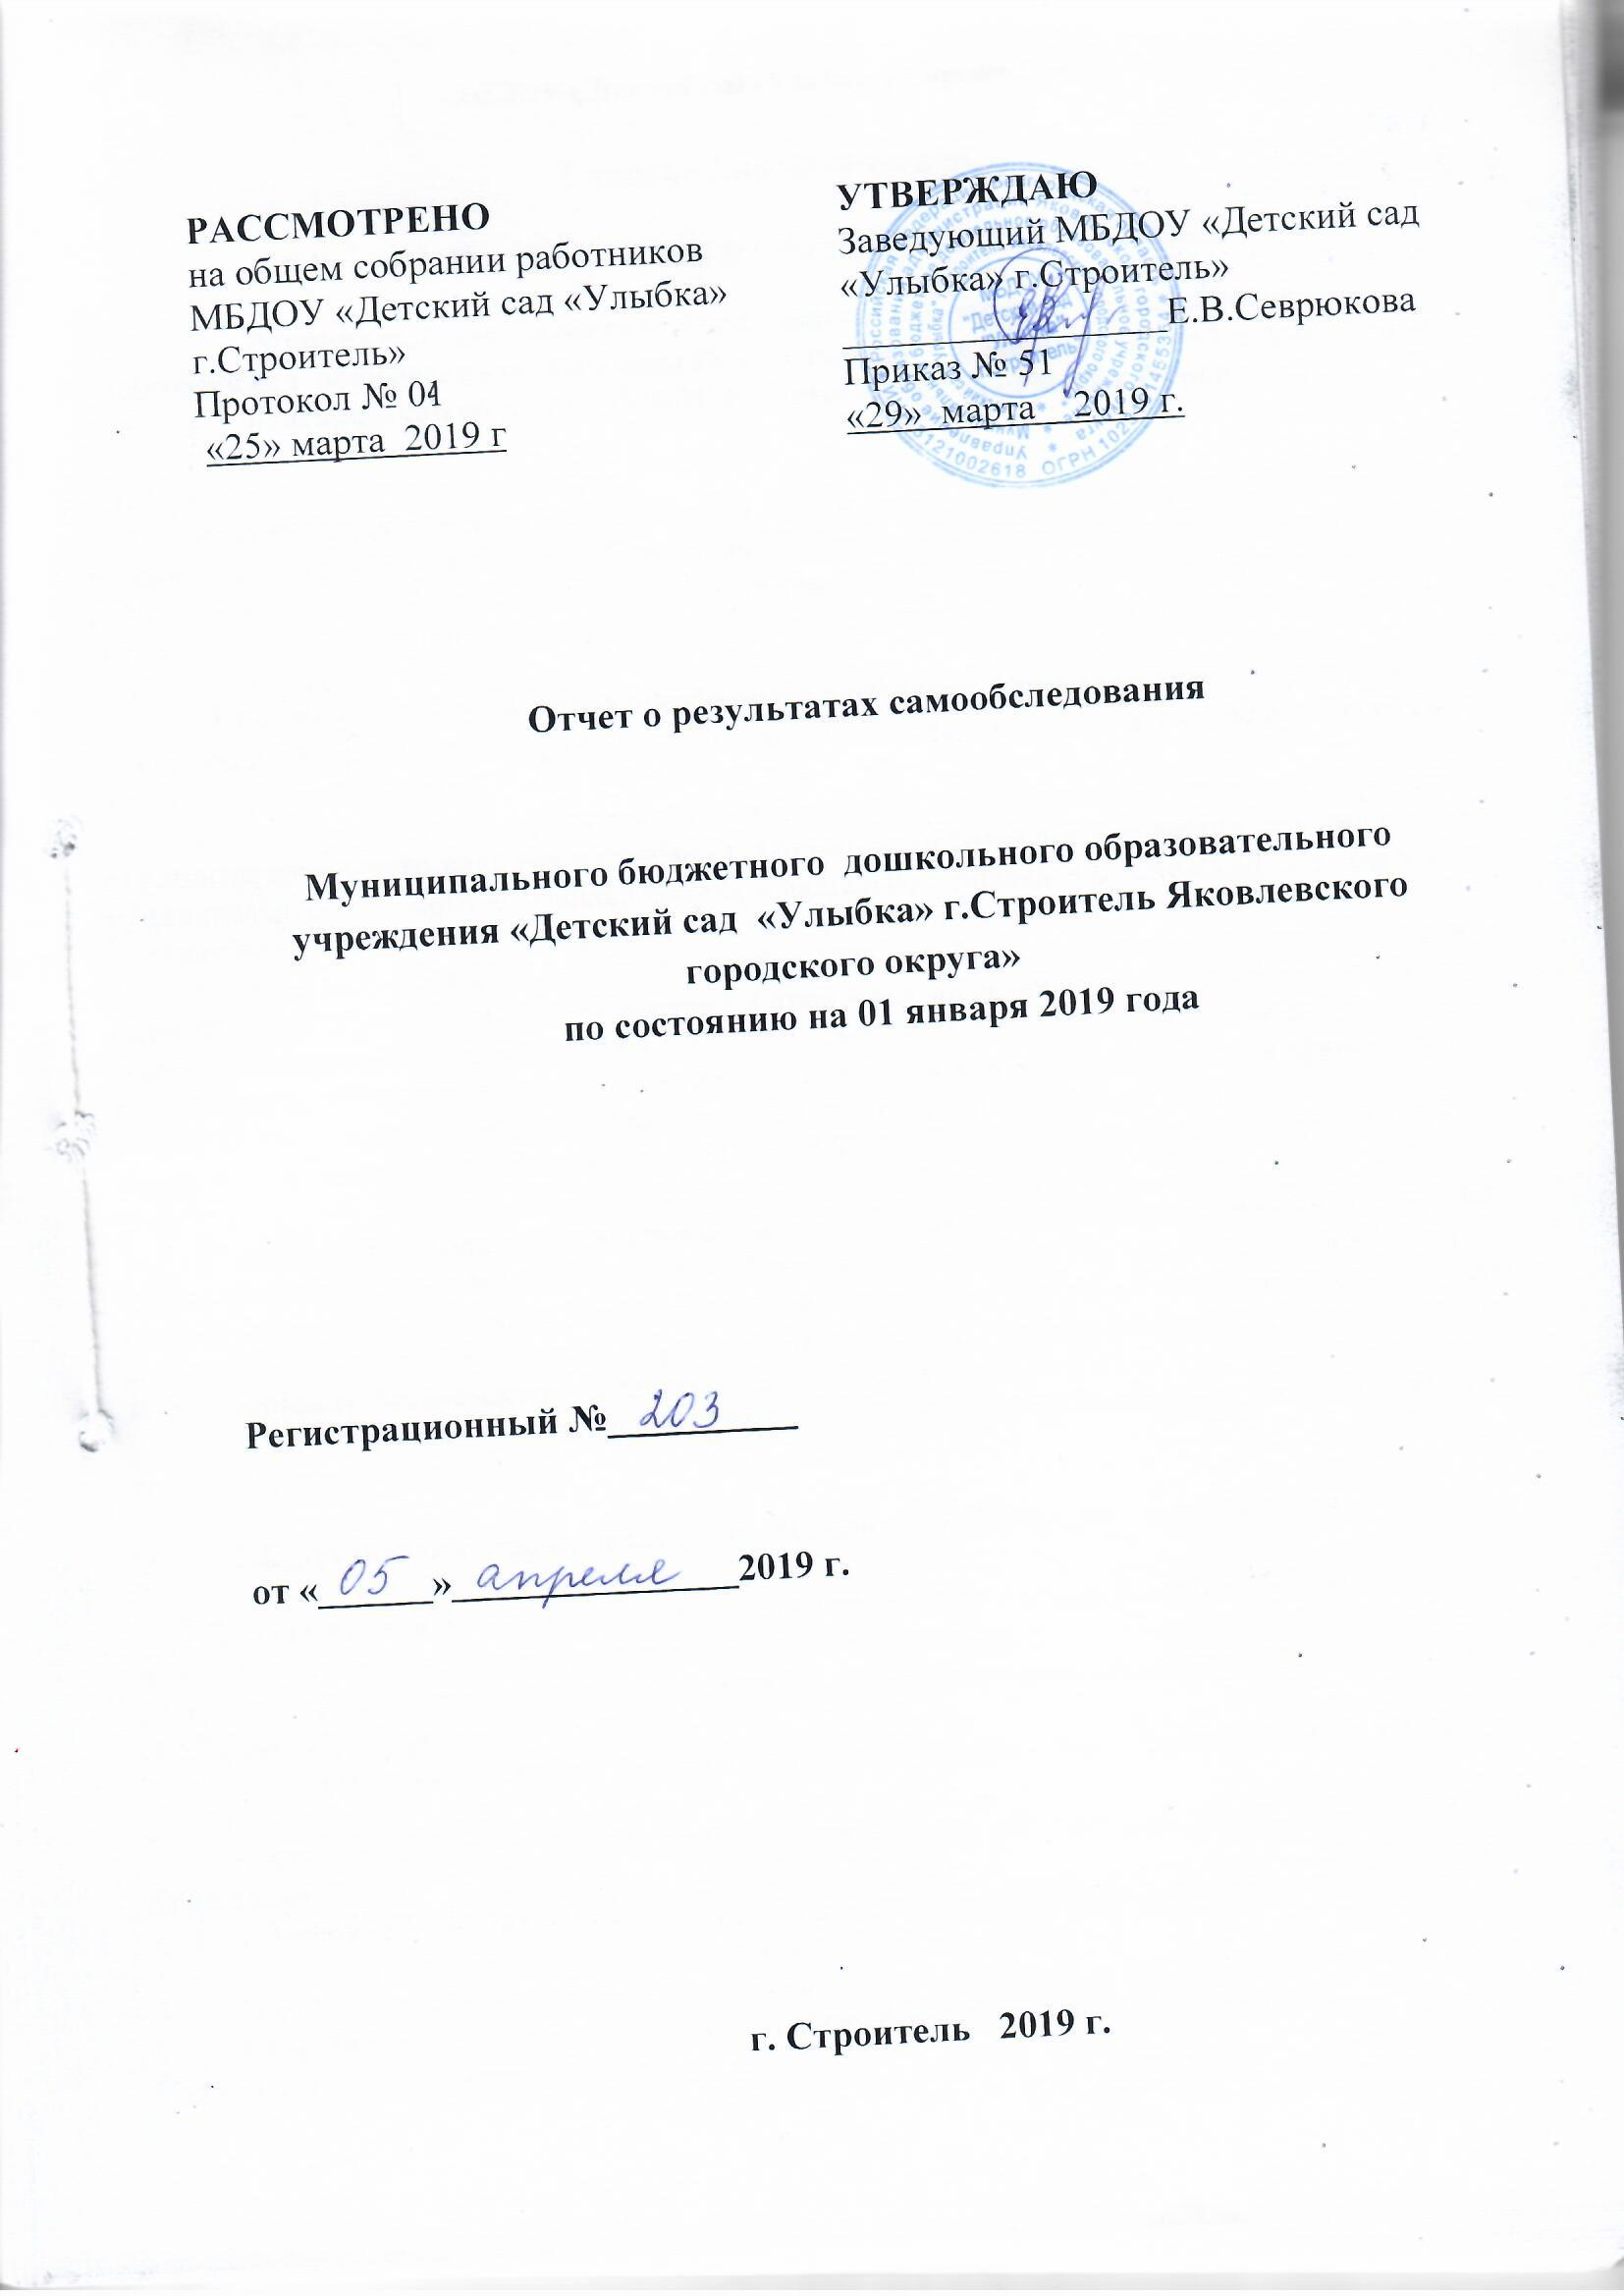 РАССМОТРЕНО
на общем собрании работников
МБДОУ «Детский сад «Улыбка»
г.Строитель»
Протокол № 04
«25» марта 2019 г
УТВЕРЖДАЮ
Заведующий МБДОУ «Детский сад
«Улыбка» г.Строитель»
Е.В.Севрюкова
Приказ № 51
«29» марта 2019 г.
Отчет о результатах самообследования
Муниципального бюджетного дошкольного образовательного
учреждения «Детский сад «Улыбка» г.Строитель Яковлевского
городского округа»
по состоянию на 01 января 2019 года
Регистрационный № 203
от « 05 » апреля 2019 г.
г. Строитель 2019 г.